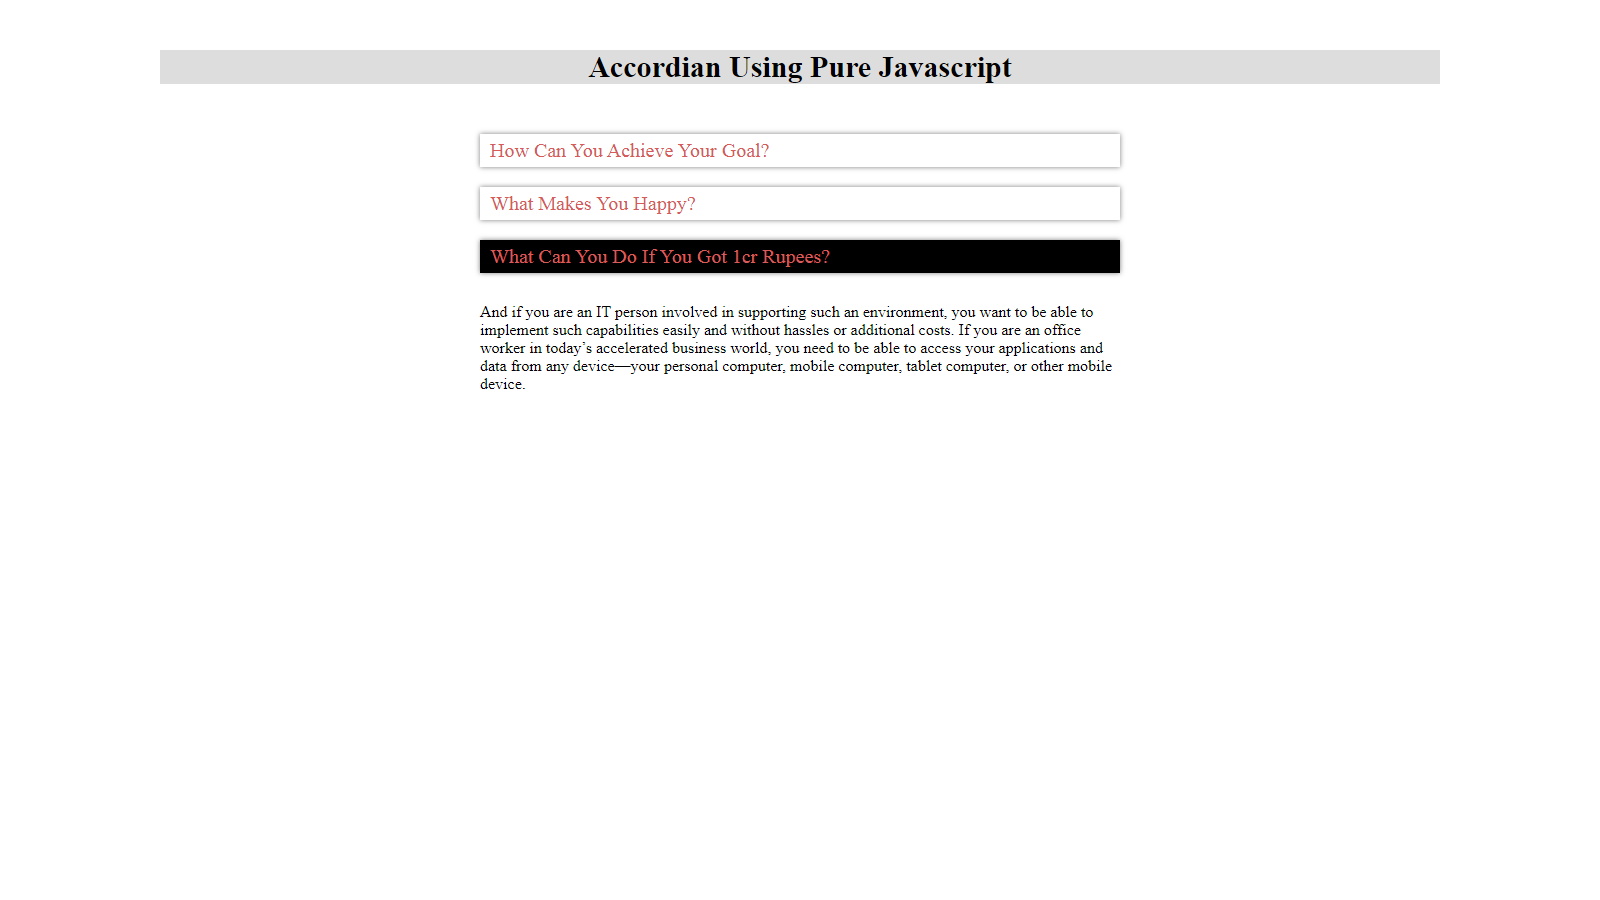 Accordian Using Pure Javascript
How Can You Achieve Your Goal?
What Makes You Happy?
What Can You Do If You Got 1cr Rupees?
And if you are an IT person involved in supporting such an environment, you want to be able to
implement such capabilities easily and without hassles or additional costs. If you are an office
worker in today’s accelerated business world, you need to be able to access your applications and
data from any device—your personal computer, mobile computer, tablet computer, or other mobile
device.